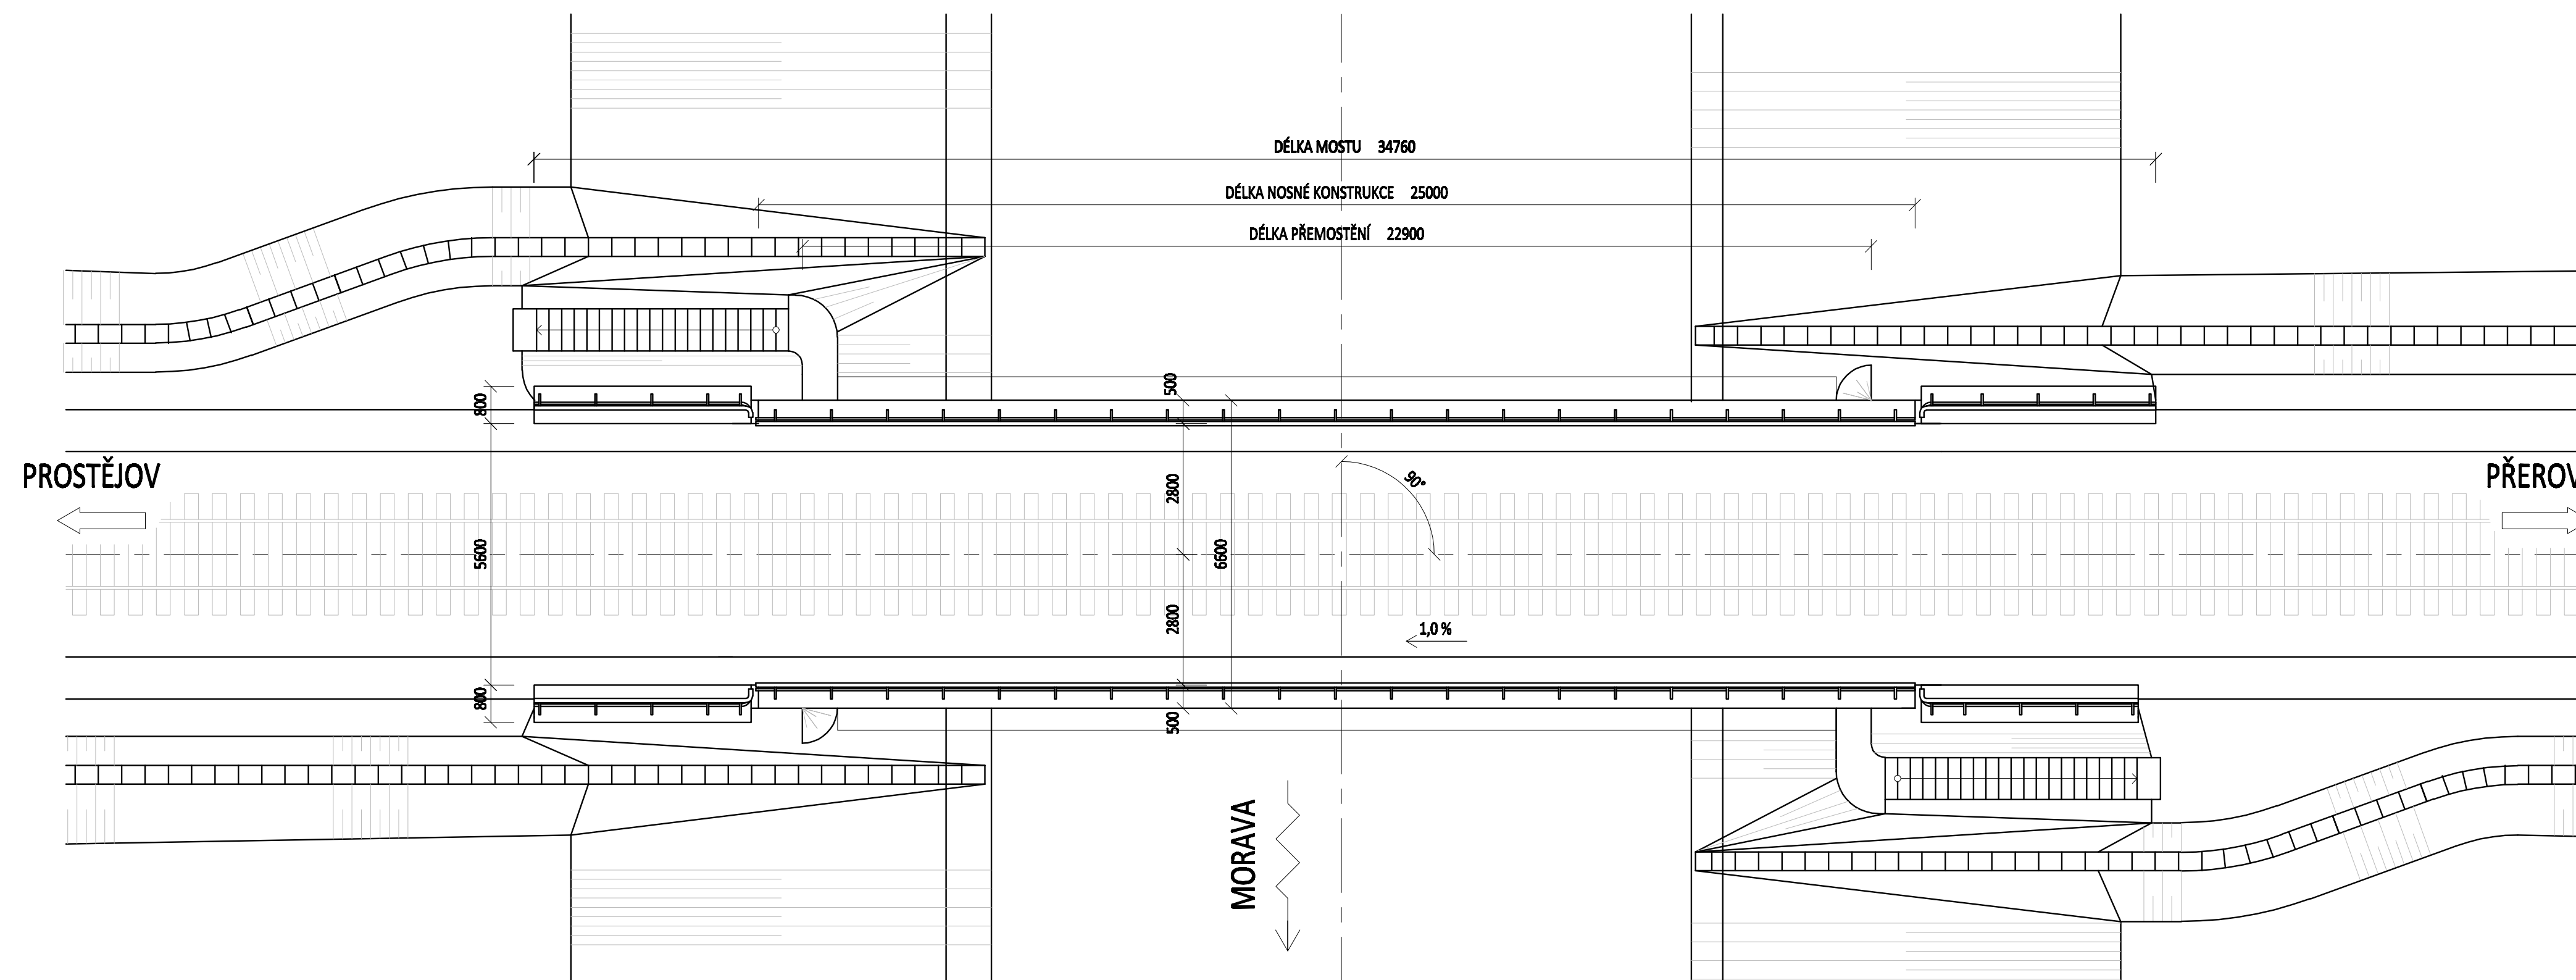 DÉLKA MOSTU 34760
DÉLKA NOSNÉ KONSTRUKCE 25000
DÉLKA PŘEMOSTĚNÍ 22900
800
500
PROSTĚJOV
PŘEROV
90°
2800
5600
6600
2800
1,0 %
800
500
MORAVA